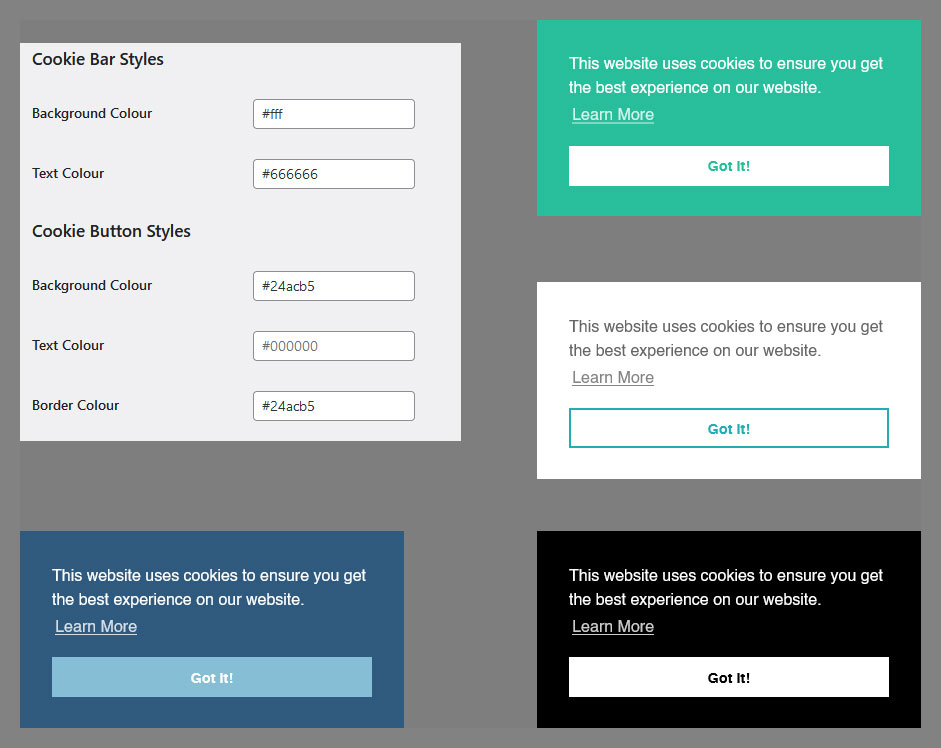 Cookie Bar Styles
Background Colour #fff
Text Colour #666666
Cookie Button Styles
Background Colour #24acb5
Text Colour #000000
Border Colour #24acb5
This website uses cookies to ensure you get
the best experience on our website.
Learn More
Got It!
This website uses cookies to ensure you get
the best experience on our website.
Learn More
Got It!
This website uses cookies to ensure you get
the best experience on our website.
Learn More
Got It!
This website uses cookies to ensure you get
the best experience on our website.
Learn More
Got It!